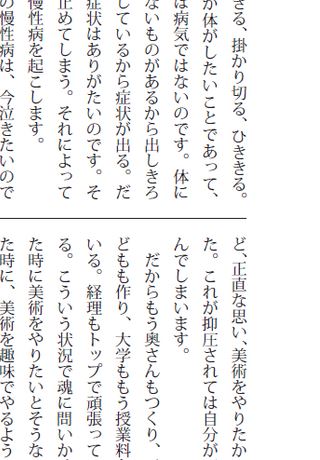 きる、掛かり切る、ひききる。
が体がしたいことであって、
は病気ではないのです。体に
ないものがあるから出しきろ
しているから症状が出る。だ
症状はありがたいのです。そ
止めてしまう。それによって
慢性病を起こします。
の慢性病は、今泣きたいので
ど、正直な思い、美術をやりたか
た。これが抑圧されては自分が
んでしまいます。
だからもう奥さんもつくり、
どもも作り、大学ももう授業料
いる。経理もトップで頑張って
る。こういう状況で魂に問いか
た時に美術をやりたいとそうな
た時に、美術を趣味でやるよう